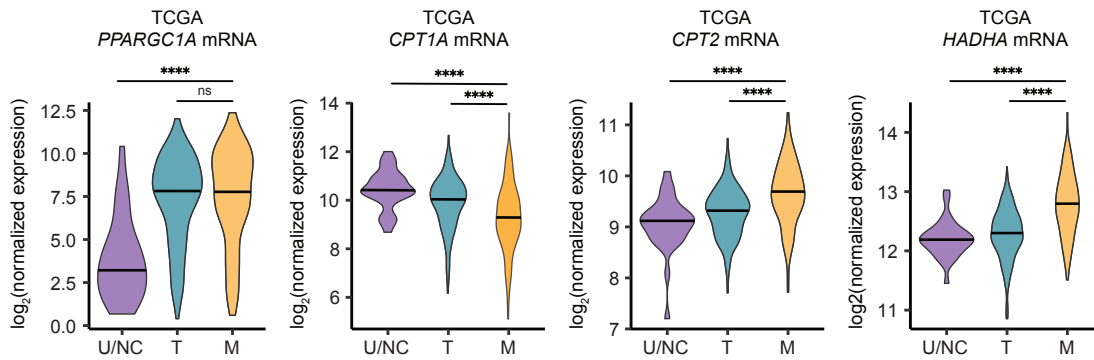 TCGA
PPARGC1A mRNA
****
ns
log₂(normalized expression)
12.5
10.0
7.5
5.0
2.5
0.0
U/NC T M
TCGA
CPT1A mRNA
****
****
log₂(normalized expression)
14
12
10
8
6
U/NC T M
TCGA
CPT2 mRNA
****
****
log₂(normalized expression)
11
10
9
8
7
U/NC T M
TCGA
HADHA mRNA
****
****
log2(normalized expression)
14
13
12
11
U/NC T M